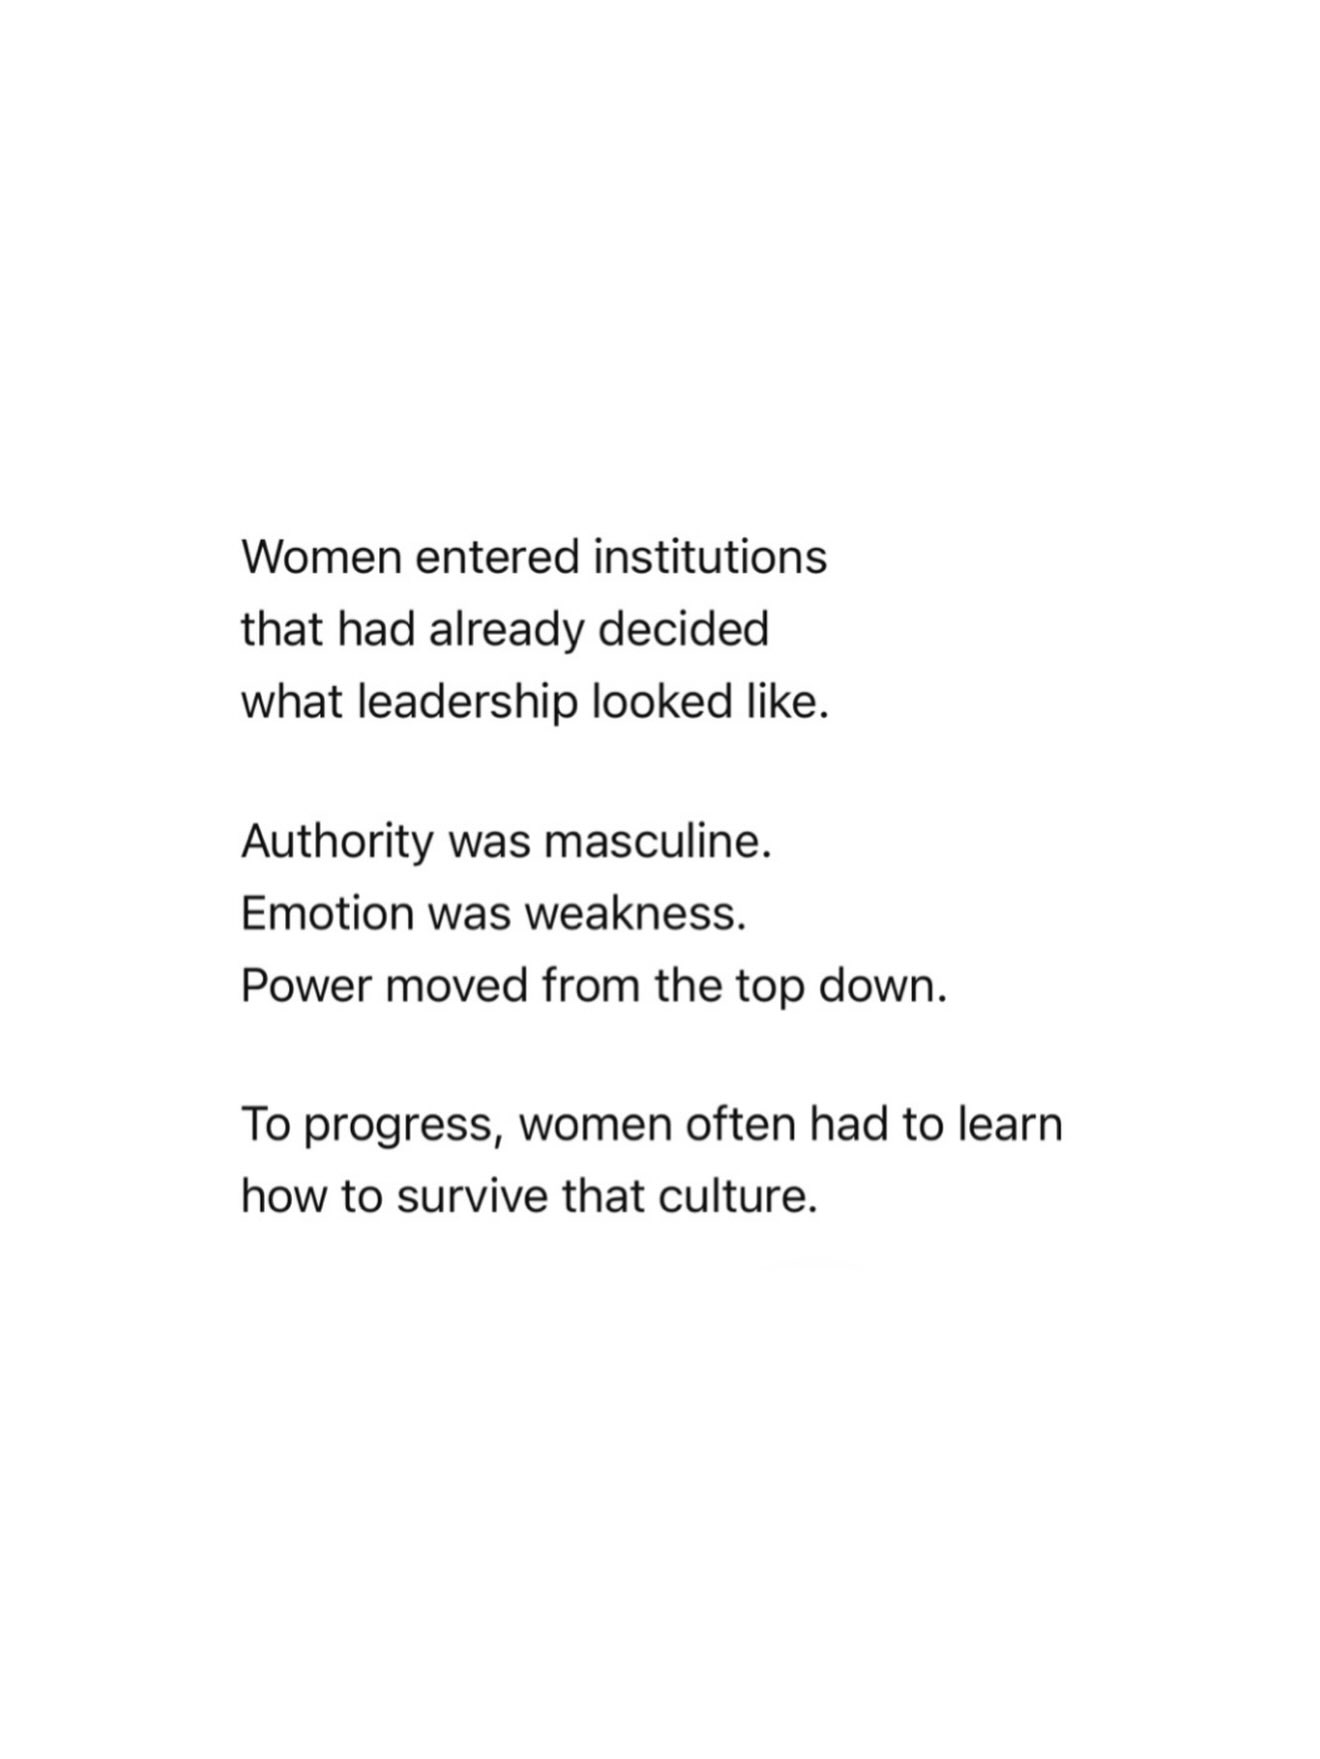 Women entered institutions
that had already decided
what leadership looked like.
Authority was masculine.
Emotion was weakness.
Power moved from the top down.
To progress, women often had to learn
how to survive that culture.